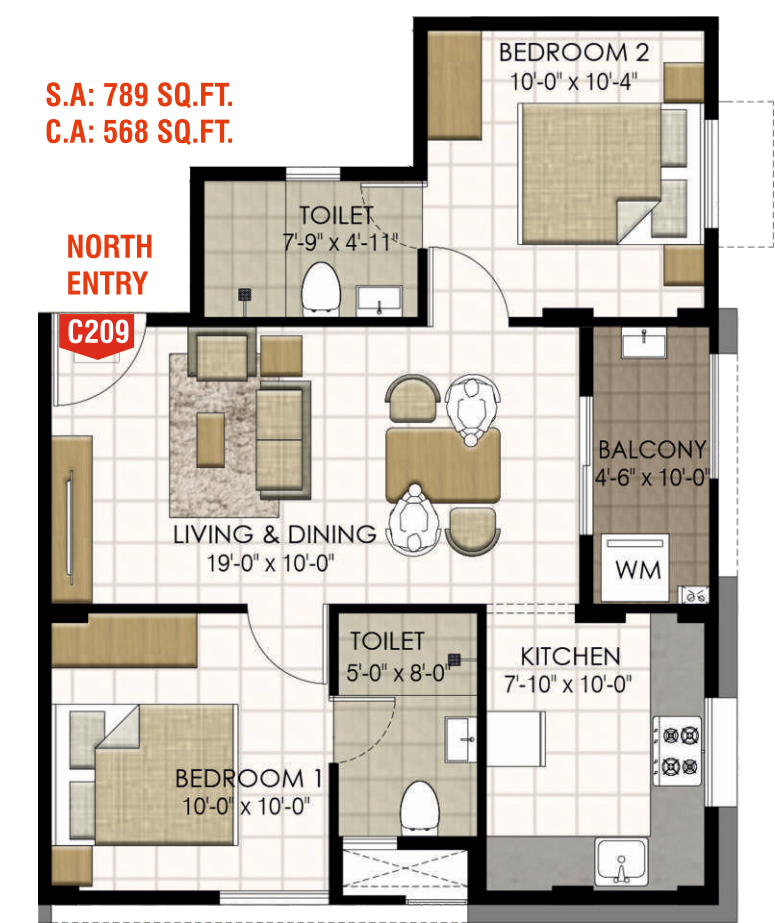 S.A: 789 SQ.FT.
C.A: 568 SQ.FT.
BEDROOM 2
10'-0" x 10'-4"
TOILET
7'-9" x 4'-11"
NORTH
ENTRY
C209
BALCONY
4'-6" x 10'-0"
LIVING & DINING
19'-0" x 10'-0"
WM
TOILET
5'-0" x 8'-0"
KITCHEN
7'-10" x 10'-0"
BEDROOM 1
10'-0" x 10'-0"